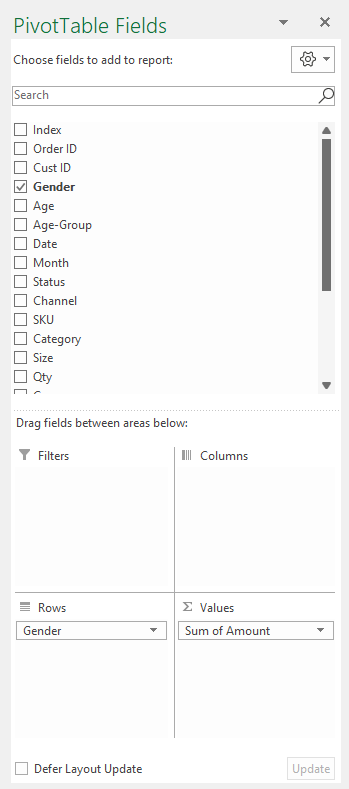 PivotTable Fields
Choose fields to add to report:
Search
Index
Order ID
Cust ID
Gender
Age
Age-Group
Date
Month
Status
Channel
SKU
Category
Size
Qty
Drag fields between areas below:
Filters
Columns
Rows
Values
Gender
Sum of Amount
Defer Layout Update
Update